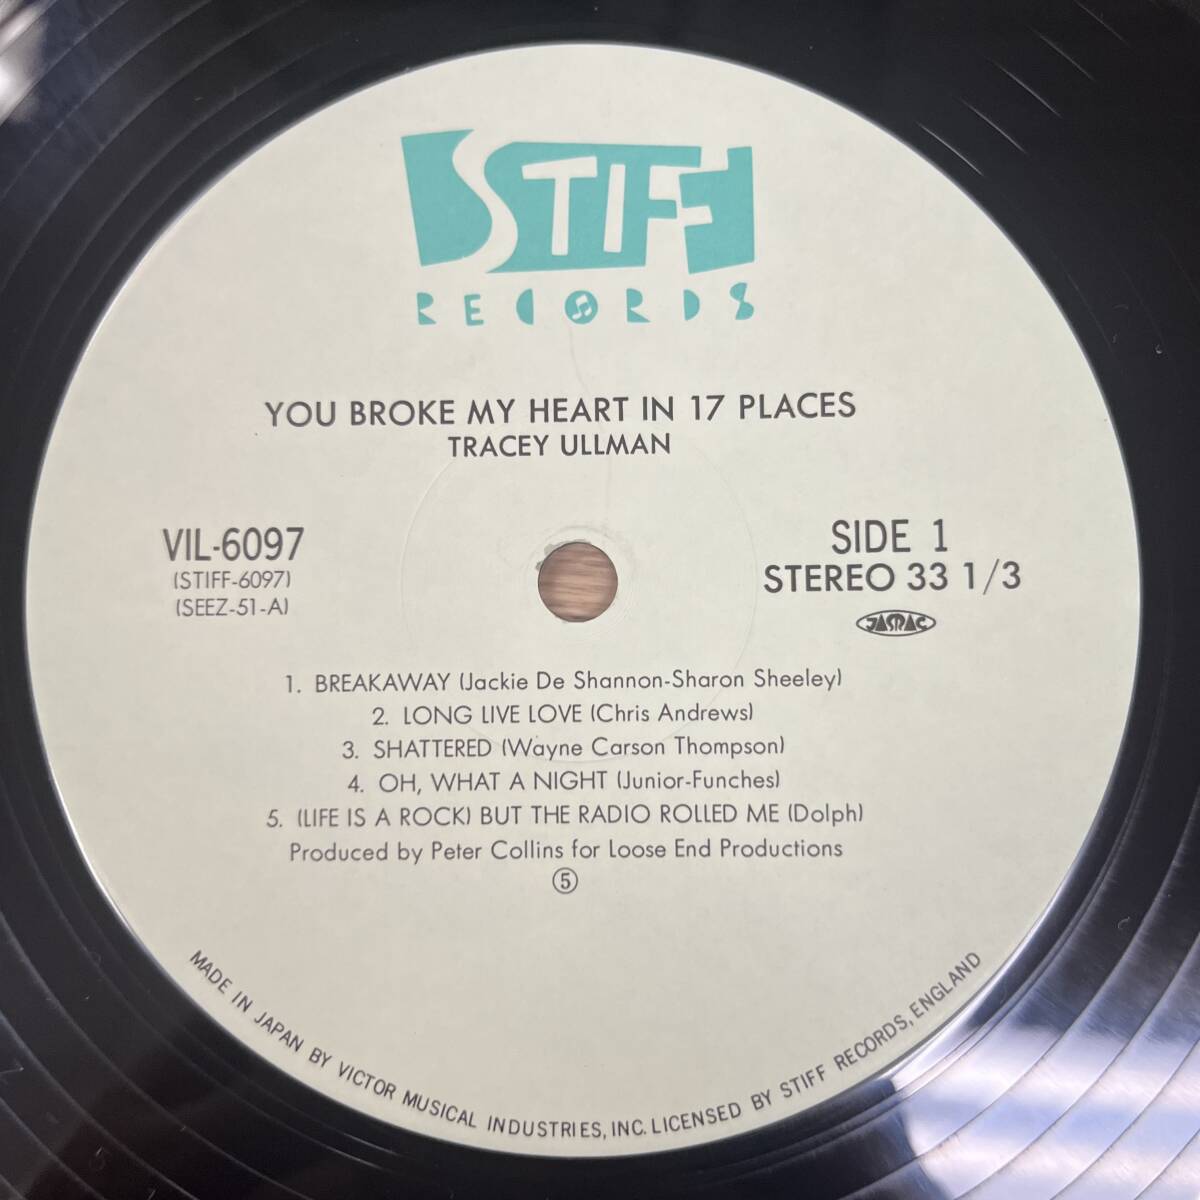 STIFF
RECORDS
YOU BROKE MY HEART IN 17 PLACES
TRACEY ULLMAN
VIL-6097
(STIFF-6097)
(SEEZ-51-A)
SIDE 1
STEREO 33 1/3
JASRAC
1. BREAKAWAY (Jackie De Shannon-Sharon Sheeley)
2. LONG LIVE LOVE (Chris Andrews)
3. SHATTERED (Wayne Carson Thompson)
4. OH, WHAT A NIGHT (Junior-Funches)
5. (LIFE IS A ROCK) BUT THE RADIO ROLLED ME (Dolph)
Produced by Peter Collins for Loose End Productions
⑤
MADE IN JAPAN BY VICTOR MUSICAL INDUSTRIES, INC. LICENSED BY STIFF RECORDS, ENGLAND